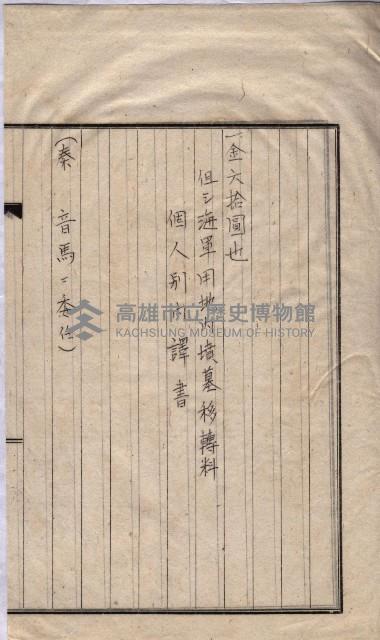 一金六拾圓也
但シ海軍用地内墳墓移轉料
個人別內譯書
(秦 音馬ニ委任)
高雄市立歷史博物館
KAOHSIUNG MUSEUM OF HISTORY